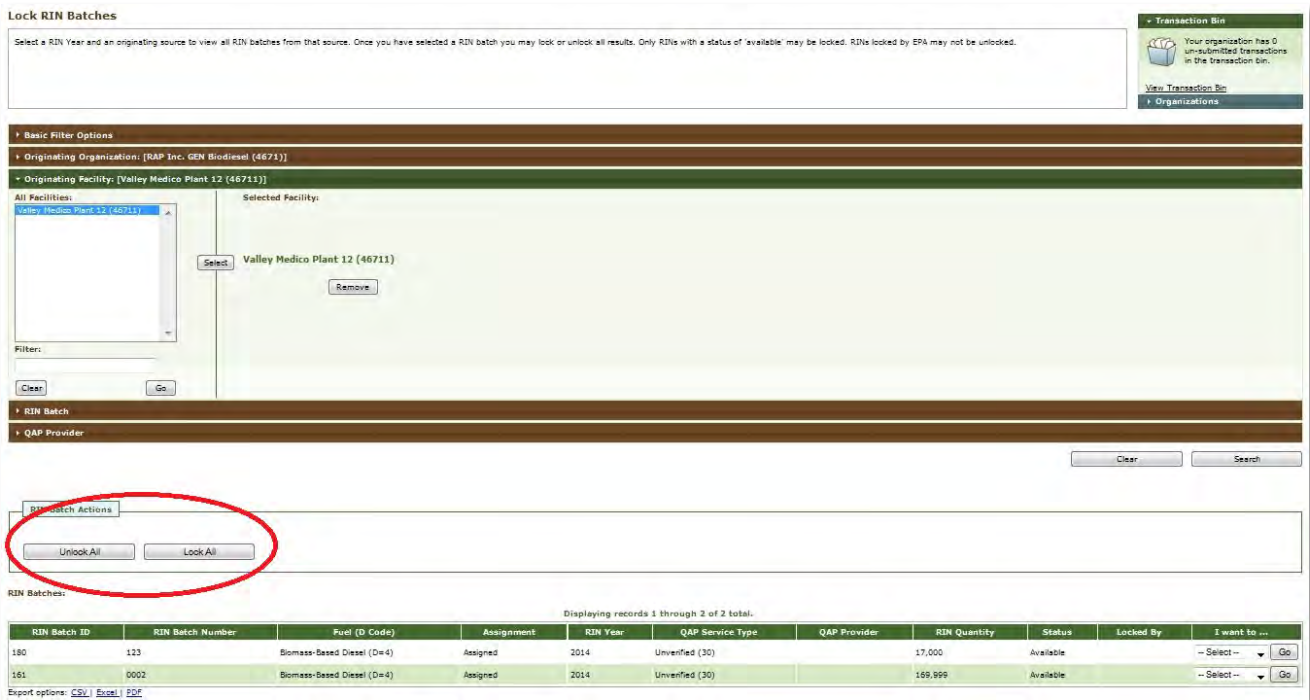 Lock RIN Batches
Select a RIN Year and an originating source to view all RIN batches from that source. Once you have selected a RIN batch you may lock or unlock all results. Only RINs with a status of 'available' may be locked. RINs locked by EPA may not be unlocked.
Transaction Bin
Your organization has 0
un-submitted transactions
in the transaction bin.
View Transaction Bin
Organizations
Basic Filter Options
Originating Organization: [RAP Inc. GEN Biodiesel (4671)]
Originating Facility: [Valley Medico Plant 12 (46711)]
All Facilities:
Selected Facility:
Valley Medico Plant 12 (46711)
Select
Valley Medico Plant 12 (46711)
Remove
Filter:
Clear Go
RIN Batch
QAP Provider
Clear Search
RIN Batch Actions
Unlock All Lock All
RIN Batches:
Displaying records 1 through 2 of 2 total.
RIN Batch ID RIN Batch Number Fuel (D Code) Assignment RIN Year QAP Service Type QAP Provider RIN Quantity Status Locked By I want to ...
180 123 Biomass-Based Diesel (D=4) Assigned 2014 Unverified (30) 17,000 Available -- Select -- Go
161 0002 Biomass-Based Diesel (D=4) Assigned 2014 Unverified (30) 169,999 Available -- Select -- Go
Export options: CSV | Excel | PDF